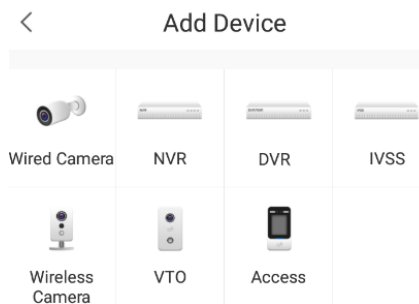 Add Device
Wired Camera
NVR
DVR
IVSS
Wireless
Camera
VTO
Access